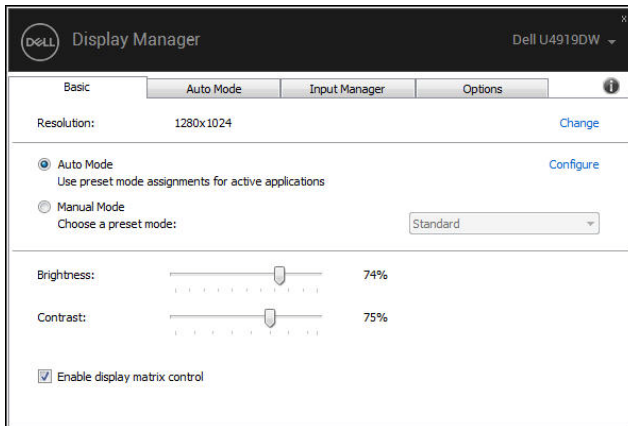 DELL Display Manager Dell U4919DW
x
Basic Auto Mode Input Manager Options i
Resolution: 1280x1024 Change
Auto Mode Configure
Use preset mode assignments for active applications
Manual Mode
Choose a preset mode: Standard
Brightness: 74%
Contrast: 75%
Enable display matrix control